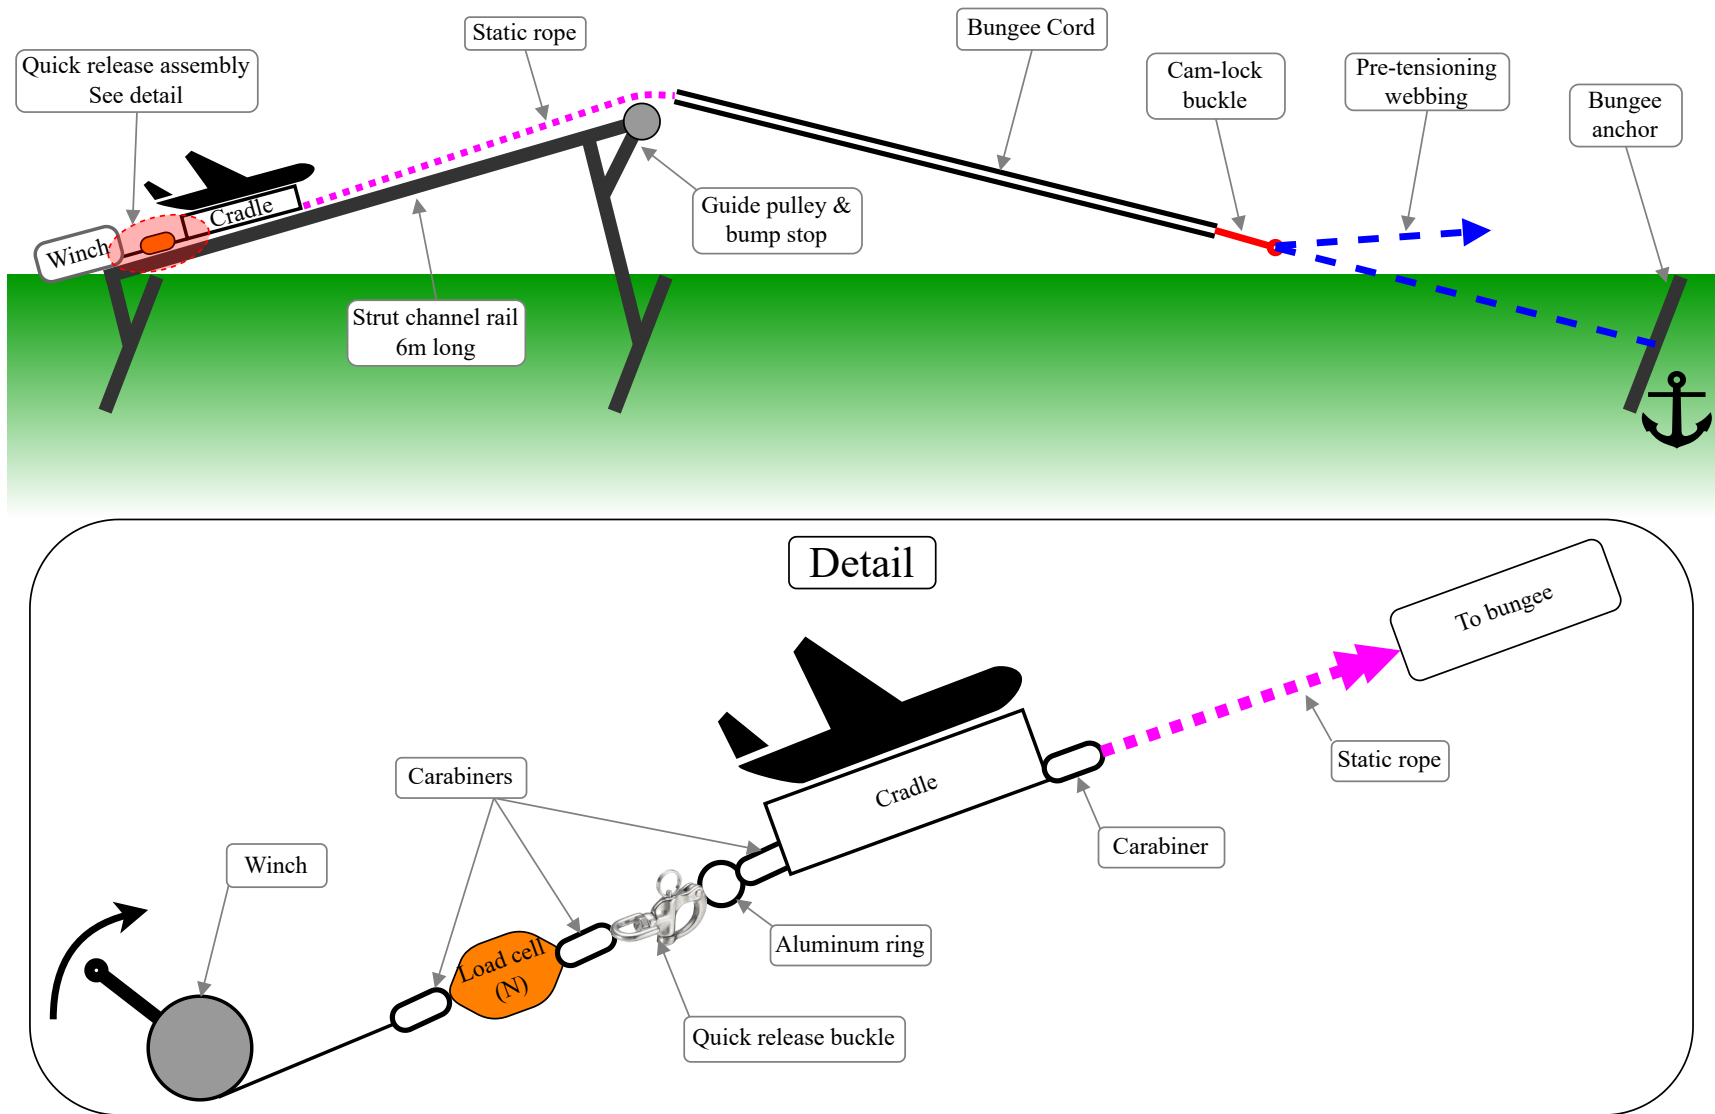 Static rope
Bungee Cord
Quick release assembly
See detail
Cam-lock
buckle
Pre-tensioning
webbing
Bungee
anchor
Cradle
Winch
Guide pulley &
bump stop
Strut channel rail
6m long
Detail
To bungee
Static rope
Carabiners
Cradle
Carabiner
Winch
Aluminum ring
Load cell
(N)
Quick release buckle